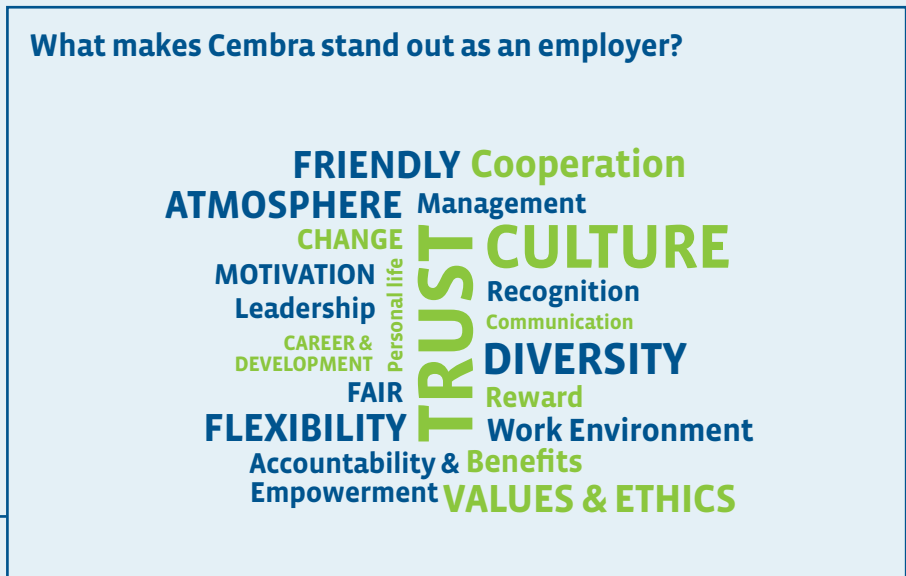 What makes Cembra stand out as an employer?
FRIENDLY Cooperation
ATMOSPHERE Management
CHANGE
CULTURE
MOTIVATION
Personal life
TRUST
Recognition
Leadership
Communication
CAREER &
DEVELOPMENT
DIVERSITY
FAIR
Reward
FLEXIBILITY
Work Environment
Accountability &
Empowerment
Benefits
VALUES & ETHICS